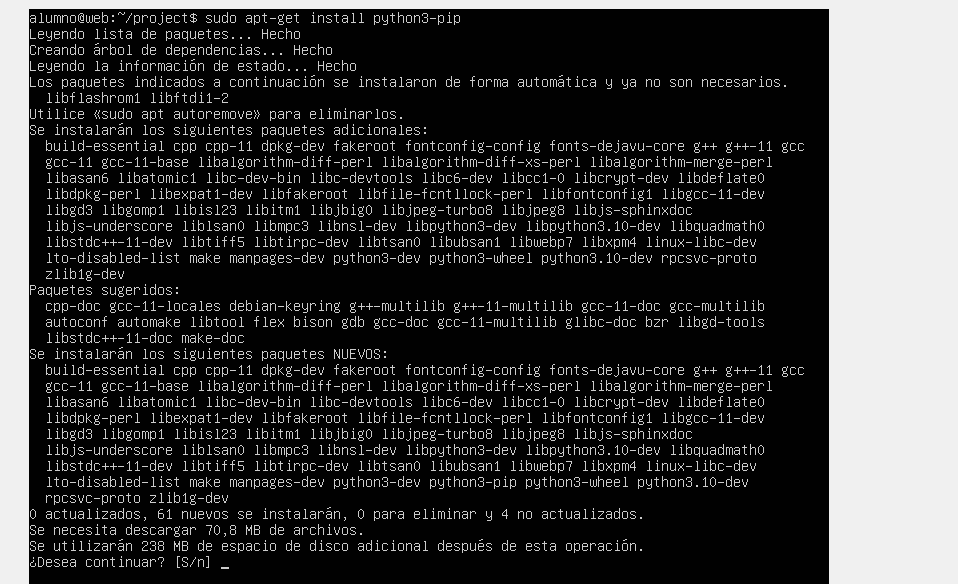 alumno@web:~/project$ sudo apt-get install python3-pip
Leyendo lista de paquetes... Hecho
Creando árbol de dependencias... Hecho
Leyendo la información de estado... Hecho
Los paquetes indicados a continuación se instalaron de forma automática y ya no son necesarios.
  libflashrom1 libftdi1-2
Utilice «sudo apt autoremove» para eliminarlos.
Se instalarán los siguientes paquetes adicionales:
  build-essential cpp cpp-11 dpkg-dev fakeroot fontconfig-config fonts-dejavu-core g++ g++-11 gcc
  gcc-11 gcc-11-base libalgorithm-diff-perl libalgorithm-diff-xs-perl libalgorithm-merge-perl
  libasan6 libatomic1 libc-dev-bin libc-devtools libc6-dev libcc1-0 libcrypt-dev libdeflate0
  libdpkg-perl libexpat1-dev libfakeroot libfile-fcntllock-perl libfontconfig1 libgcc-11-dev
  libgd3 libgomp1 libisl23 libitm1 libjbig0 libjpeg-turbo8 libjpeg8 libjs-sphinxdoc
  libjs-underscore liblsan0 libmpc3 libnsl-dev libpython3-dev libpython3.10-dev libquadmath0
  libstdc++-11-dev libtiff5 libtirpc-dev libtsan0 libubsan1 libwebp7 libxpm4 linux-libc-dev
  lto-disabled-list make manpages-dev python3-dev python3-wheel python3.10-dev rpcsvc-proto
  zlib1g-dev
Paquetes sugeridos:
  cpp-doc gcc-11-locales debian-keyring g++-multilib g++-11-multilib gcc-11-doc gcc-multilib
  autoconf automake libtool flex bison gdb gcc-doc gcc-11-multilib glibc-doc bzr libgd-tools
  libstdc++-11-doc make-doc
Se instalarán los siguientes paquetes NUEVOS:
  build-essential cpp cpp-11 dpkg-dev fakeroot fontconfig-config fonts-dejavu-core g++ g++-11 gcc
  gcc-11 gcc-11-base libalgorithm-diff-perl libalgorithm-diff-xs-perl libalgorithm-merge-perl
  libasan6 libatomic1 libc-dev-bin libc-devtools libc6-dev libcc1-0 libcrypt-dev libdeflate0
  libdpkg-perl libexpat1-dev libfakeroot libfile-fcntllock-perl libfontconfig1 libgcc-11-dev
  libgd3 libgomp1 libisl23 libitm1 libjbig0 libjpeg-turbo8 libjpeg8 libjs-sphinxdoc
  libjs-underscore liblsan0 libmpc3 libnsl-dev libpython3-dev libpython3.10-dev libquadmath0
  libstdc++-11-dev libtiff5 libtirpc-dev libtsan0 libubsan1 libwebp7 libxpm4 linux-libc-dev
  lto-disabled-list make manpages-dev python3-dev python3-pip python3-wheel python3.10-dev
  rpcsvc-proto zlib1g-dev
0 actualizados, 61 nuevos se instalarán, 0 para eliminar y 4 no actualizados.
Se necesita descargar 70,8 MB de archivos.
Se utilizarán 238 MB de espacio de disco adicional después de esta operación.
¿Desea continuar? [S/n] _